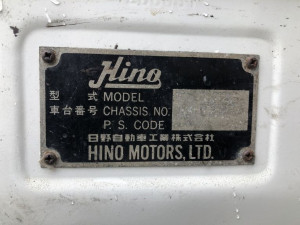 Hino
型式 MODEL
車台番号 CHASSIS. NO.
P. S. CODE
日野自動車工業株式会社
HINO MOTORS, LTD.